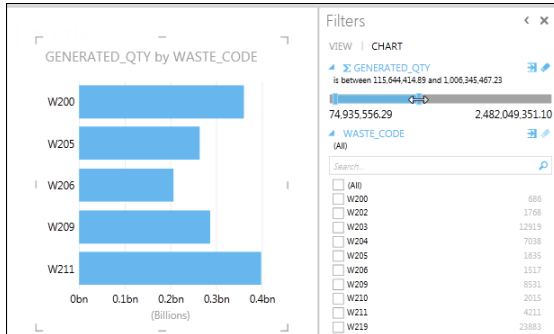 GENERATED_QTY by WASTE_CODE
W200
W205
W206
W209
W211
0bn 0.1bn 0.2bn 0.3bn 0.4bn
(Billions)
Filters
VIEW | CHART
Σ GENERATED_QTY
is between 115,644,414.89 and 1,006,345,467.23
74,935,556.29 2,482,049,351.10
WASTE_CODE
(All)
Search...
(All)
W200 686
W202 1768
W203 12919
W204 7038
W205 1635
W206 1517
W209 8531
W210 2015
W211 4211
W219 23883